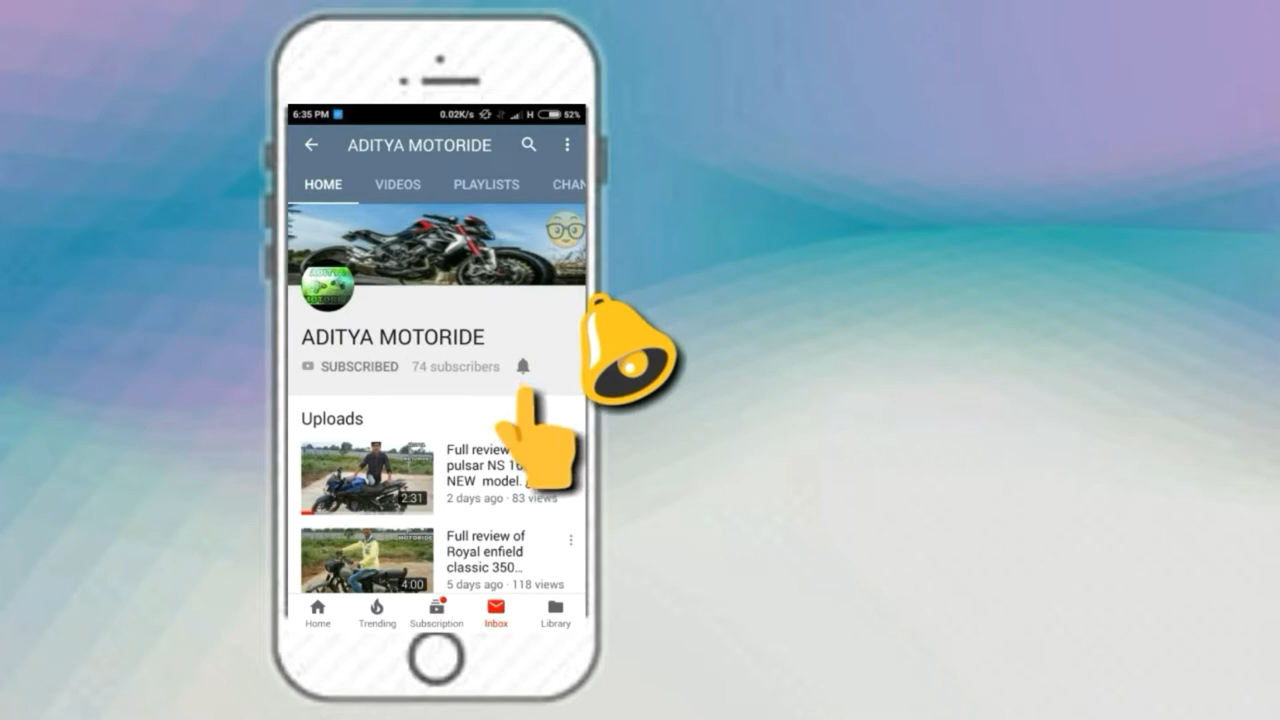 6:35 PM 0.02K/s H 52%
ADITYA MOTORIDE
HOME VIDEOS PLAYLISTS CHAN
ADITYA MOTORIDE
SUBSCRIBED 74 subscribers
Uploads
Full review
pulsar NS
NEW model.
2:31
2 days ago · 83 views
MOTORIDE
Full review of
Royal enfield
classic 350...
4:00
5 days ago · 118 views
Home Trending Subscription Inbox Library